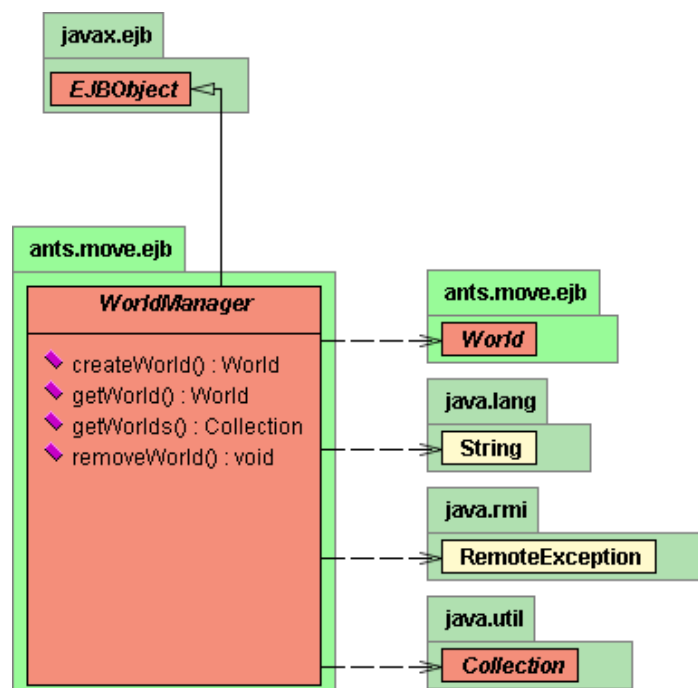 javax.ejb
EJBObject
ants.move.ejb
WorldManager
createWorld() : World
getWorld() : World
getWorlds() : Collection
removeWorld() : void
ants.move.ejb
World
java.lang
String
java.rmi
RemoteException
java.util
Collection